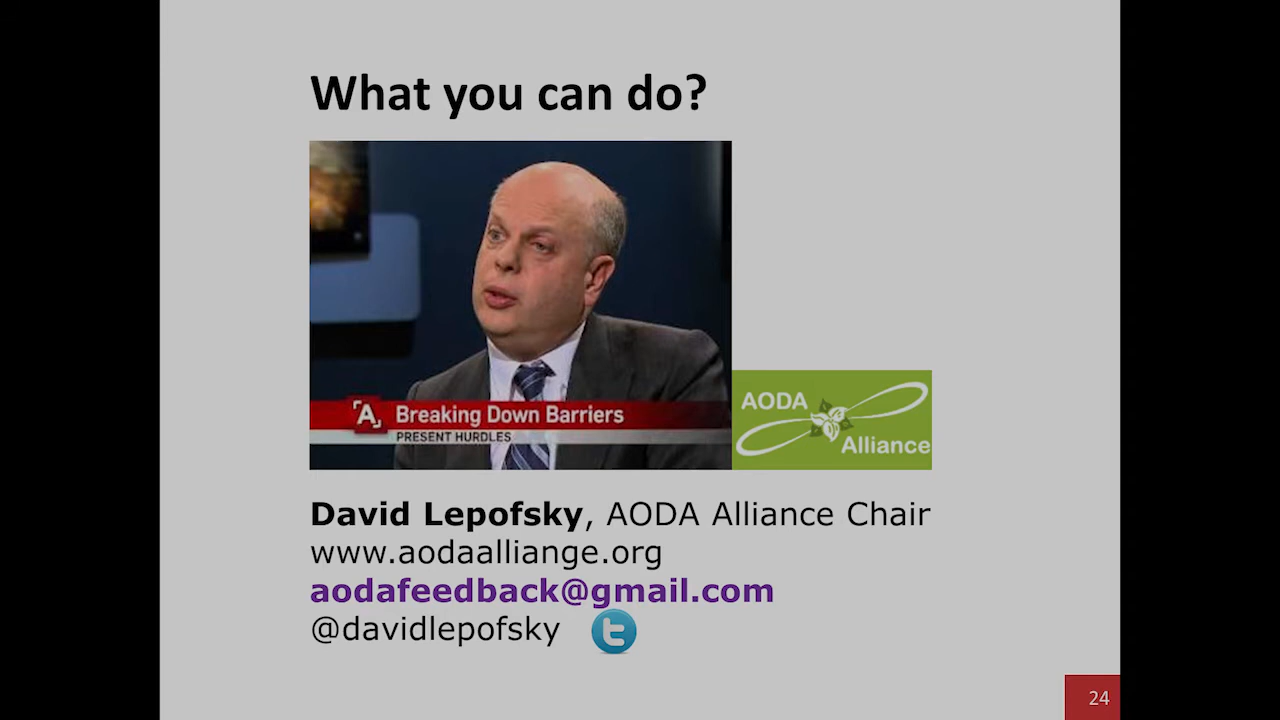 What you can do?
A
Breaking Down Barriers
PRESENT HURDLES
AODA
Alliance
David Lepofsky, AODA Alliance Chair
www.aodaalliange.org
aodafeedback@gmail.com
@davidlepofsky
24